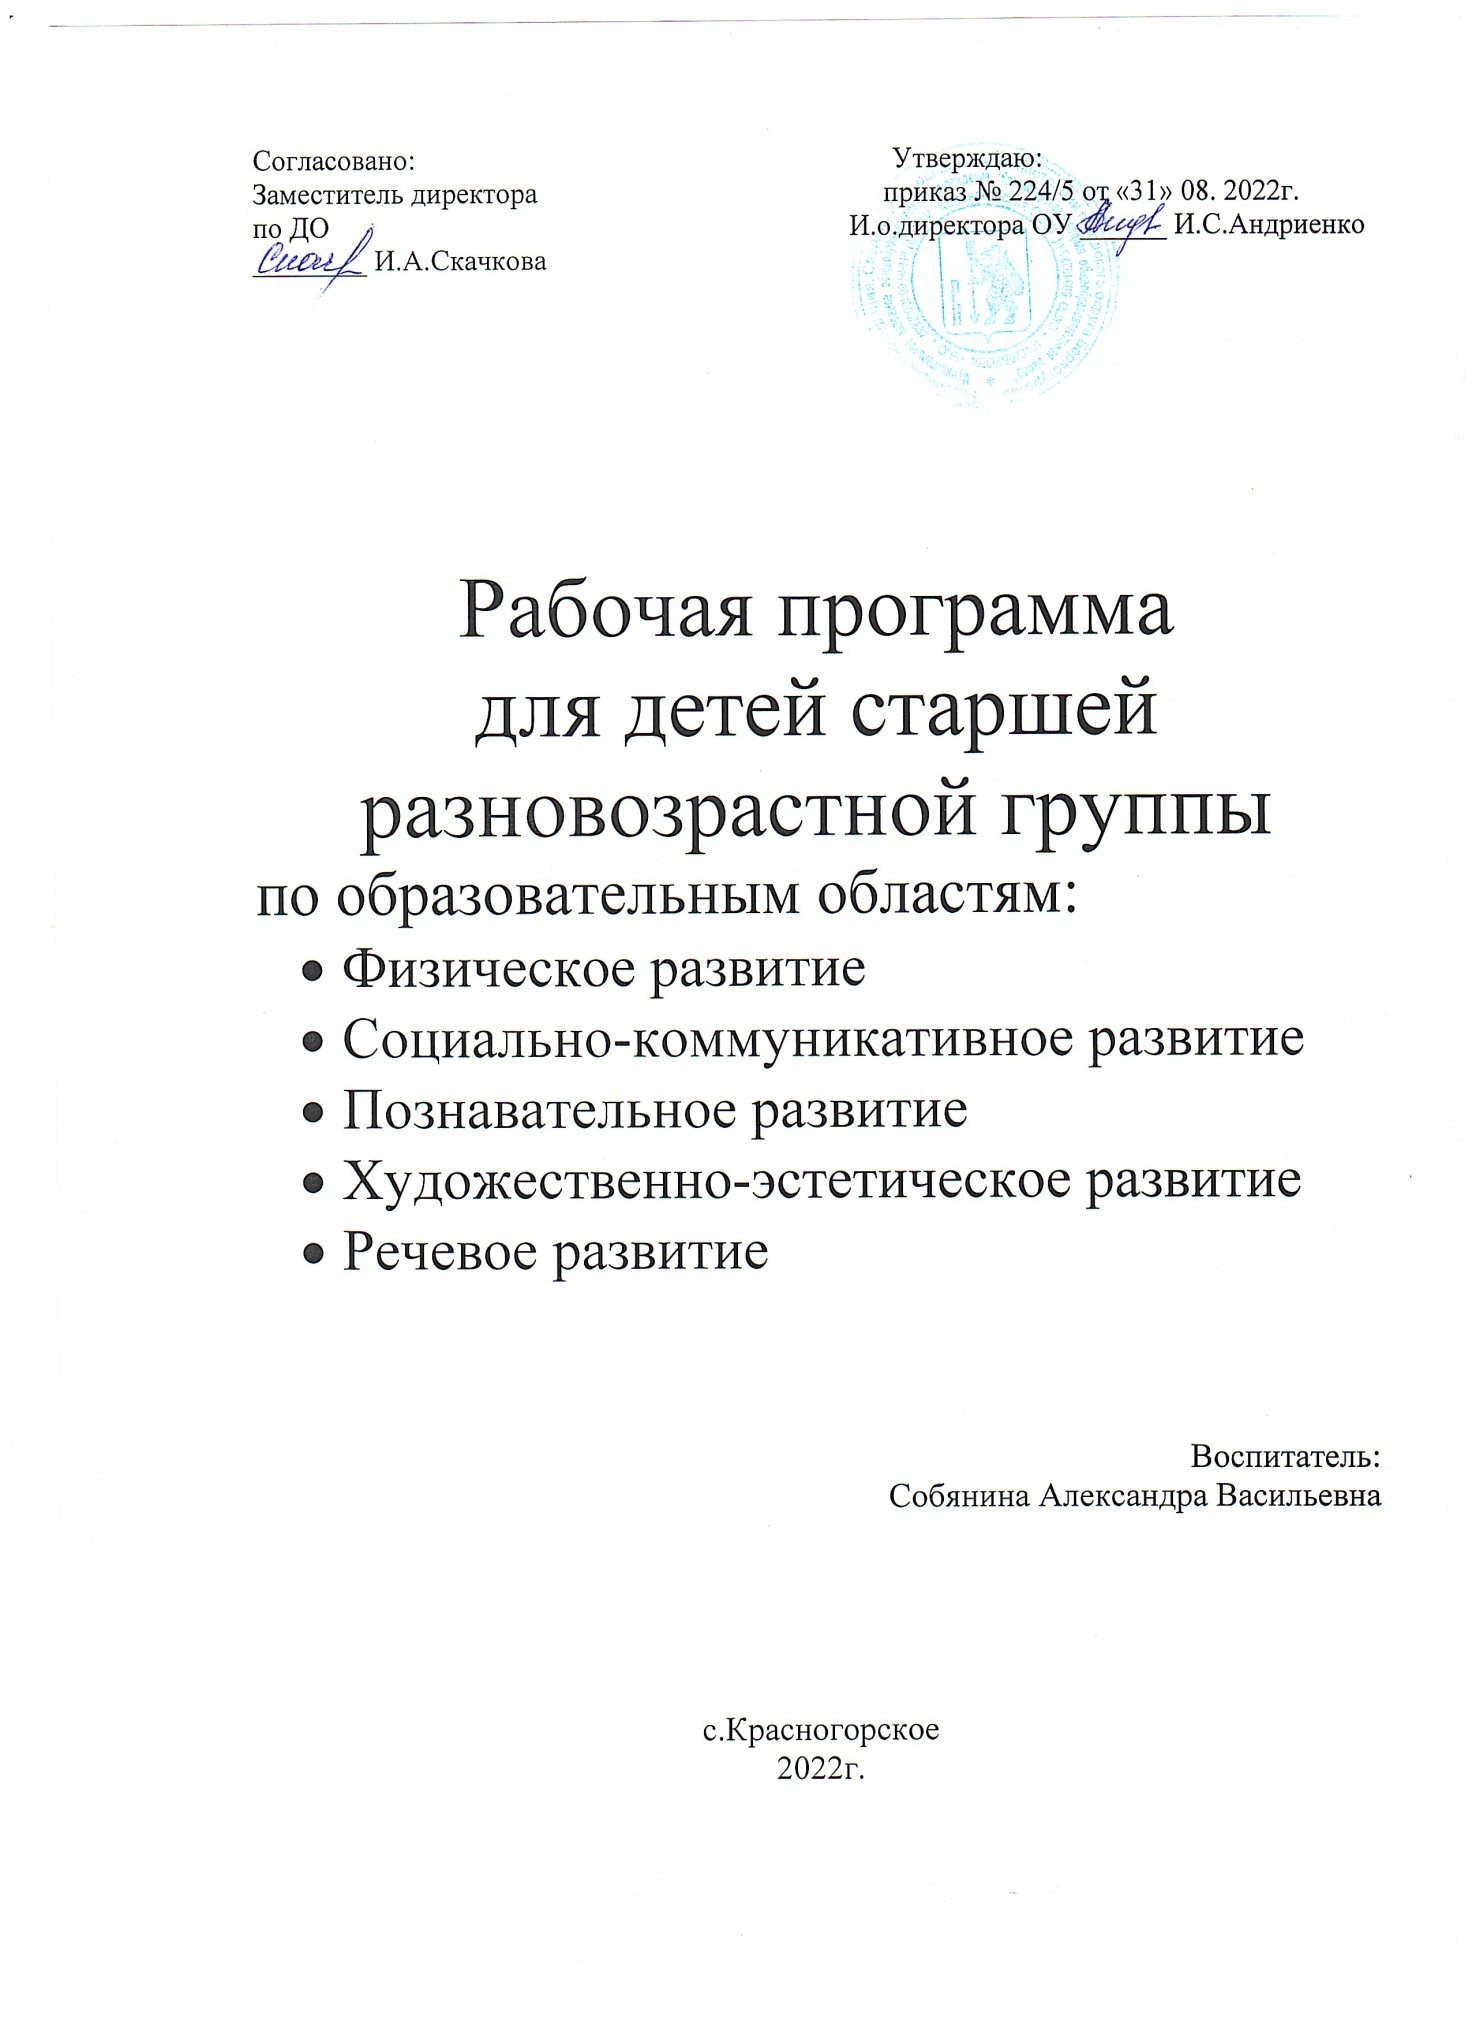 Согласовано:
Заместитель директора
по ДО
И.А.Скачкова
Утверждаю:
приказ № 224/5 от «31» 08. 2022г.
И.о.директора ОУ И.С.Андриенко
Рабочая программа
для детей старшей
разновозрастной группы
по образовательным областям:
• Физическое развитие
• Социально-коммуникативное развитие
• Познавательное развитие
• Художественно-эстетическое развитие
• Речевое развитие
Воспитатель:
Собянина Александра Васильевна
с.Красногорское
2022г.